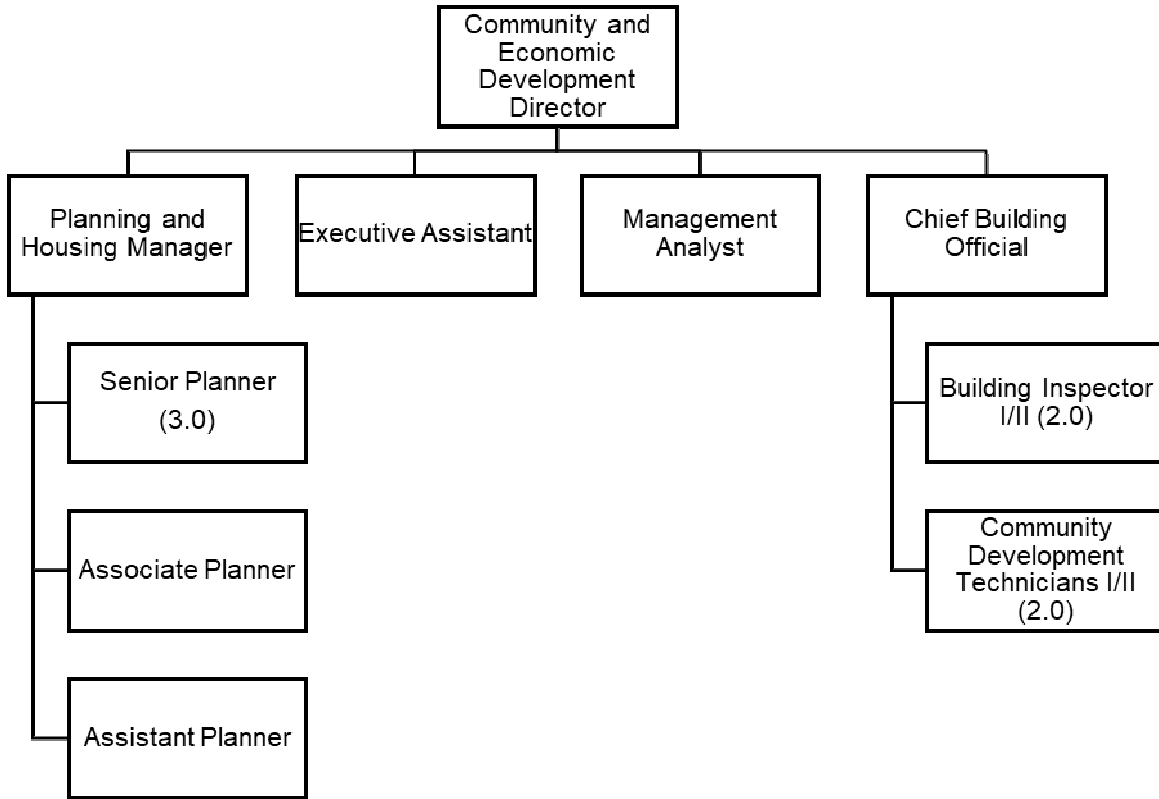 Community and
Economic
Development
Director
Planning and
Housing Manager
Executive Assistant
Management
Analyst
Chief Building
Official
Senior Planner
(3.0)
Associate Planner
Assistant Planner
Building Inspector
I/II (2.0)
Community
Development
Technicians I/II
(2.0)